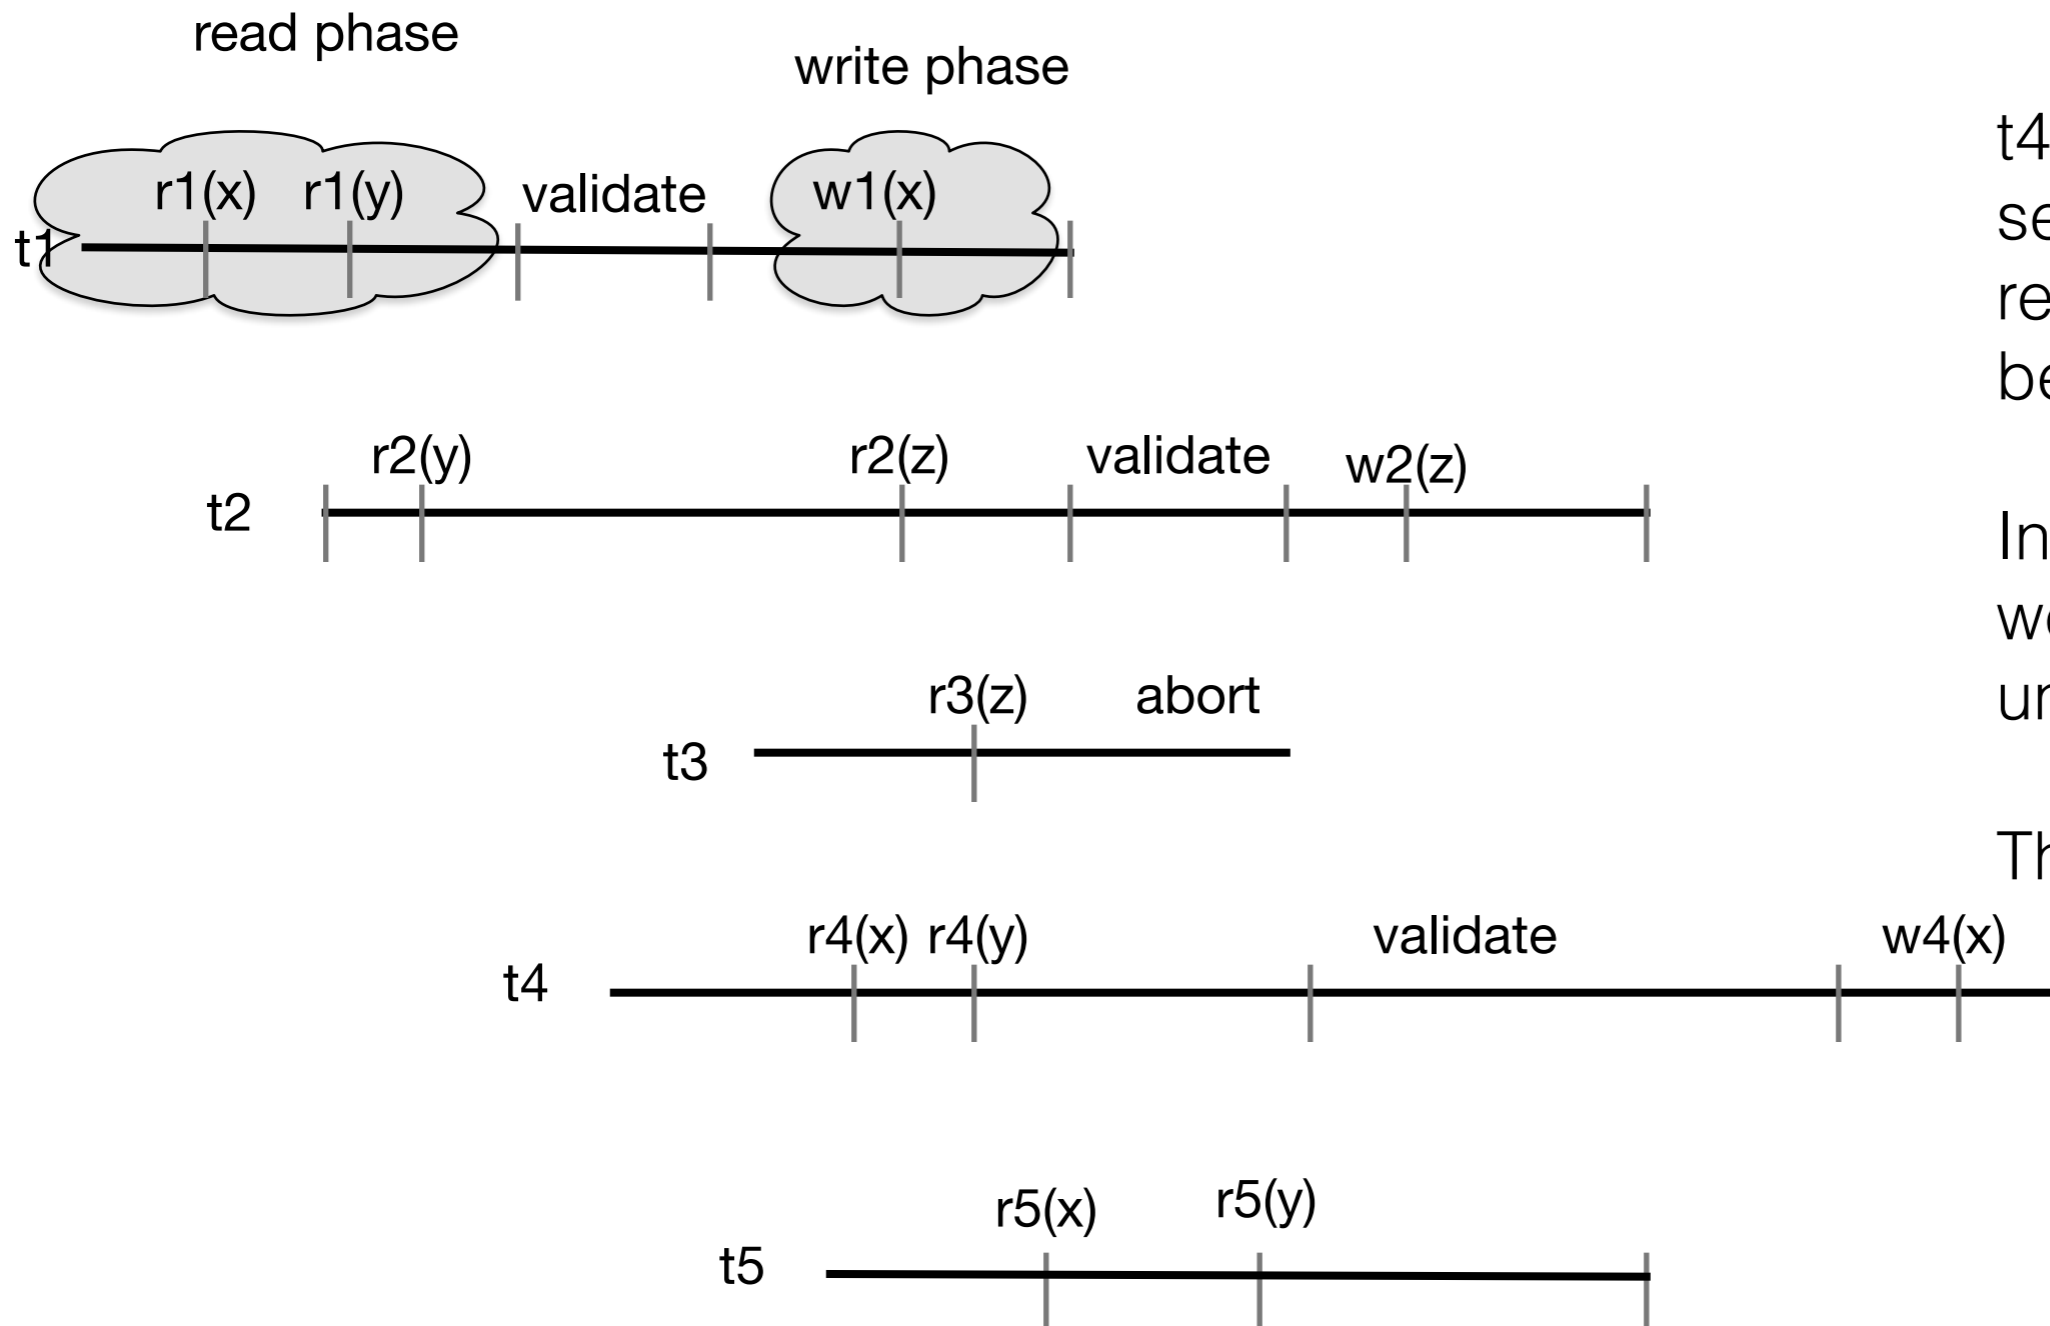 read phase
write phase
r1(x) r1(y) validate w1(x)
t1
r2(y) r2(z) validate w2(z)
t2
r3(z) abort
t3
r4(x) r4(y) validate w4(x)
t4
r5(x) r5(y)
t5
t4